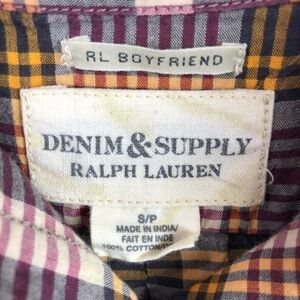 RL BOYFRIEND
DENIM & SUPPLY
RALPH LAUREN
S/P
MADE IN INDIA/
FAIT EN INDE
100% COTTON/